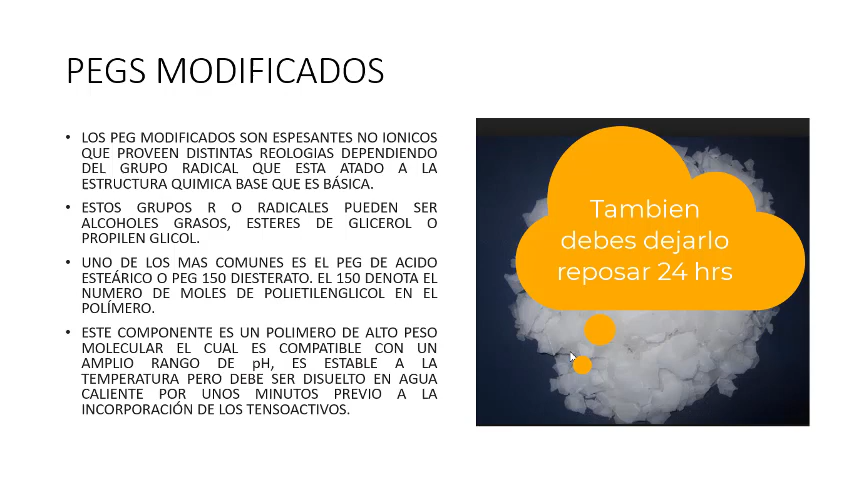 PEGS MODIFICADOS
• LOS PEG MODIFICADOS SON ESPESANTES NO IONICOS
QUE PROVEEN DISTINTAS REOLOGIAS DEPENDIENDO
DEL GRUPO RADICAL QUE ESTA ATADO A LA
ESTRUCTURA QUIMICA BASE QUE ES BÁSICA.
• ESTOS GRUPOS R O RADICALES PUEDEN SER
ALCOHOLES GRASOS, ESTERES DE GLICEROL O
PROPILEN GLICOL.
• UNO DE LOS MAS COMUNES ES EL PEG DE ACIDO
ESTEÁRICO O PEG 150 DIESTERATO. EL 150 DENOTA EL
NUMERO DE MOLES DE POLIETILENGLICOL EN EL
POLÍMERO.
• ESTE COMPONENTE ES UN POLIMERO DE ALTO PESO
MOLECULAR EL CUAL ES COMPATIBLE CON UN
AMPLIO RANGO DE pH, ES ESTABLE A LA
TEMPERATURA PERO DEBE SER DISUELTO EN AGUA
CALIENTE POR UNOS MINUTOS PREVIO A LA
INCORPORACIÓN DE LOS TENSOACTIVOS.
Tambien
debes dejarlo
reposar 24 hrs